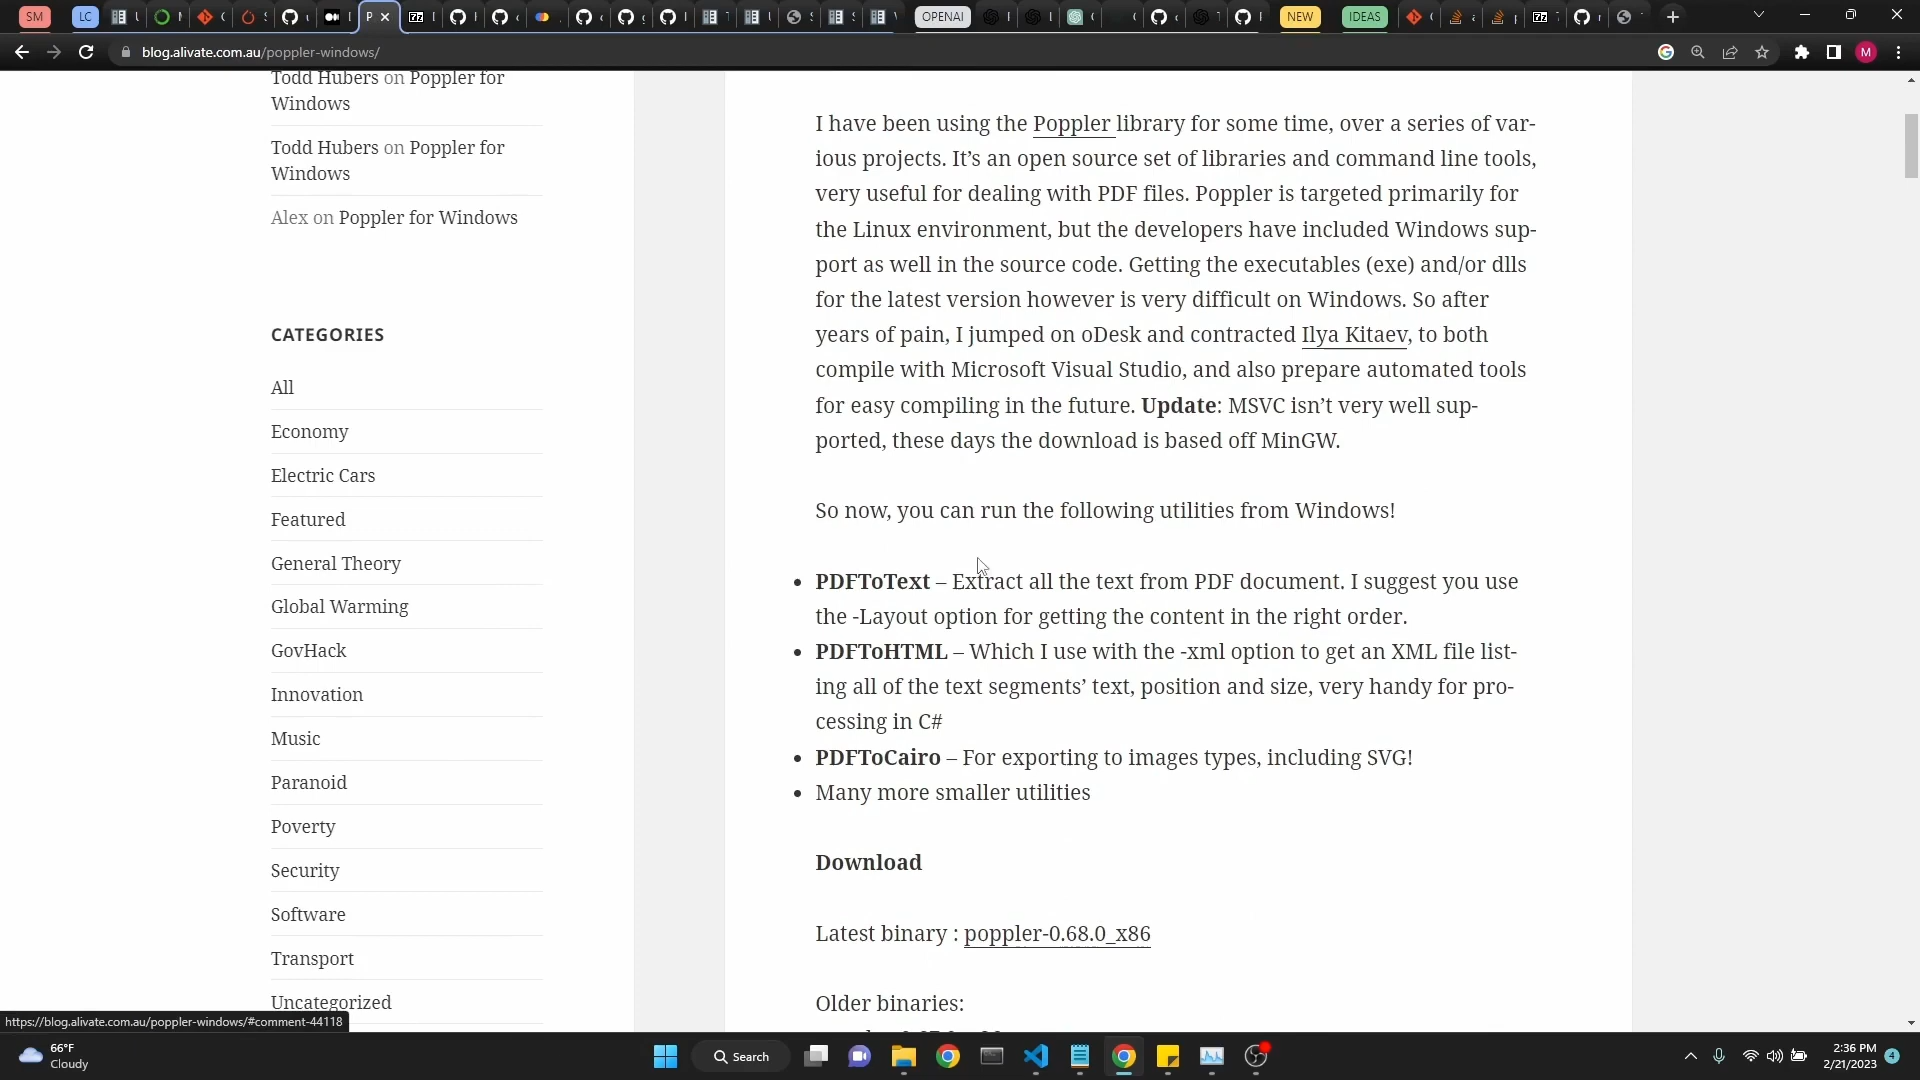 SM
LC
P
OPENAI
NEW
IDEAS
blog.alivate.com.au/poppler-windows/
M
Todd Hubers on Poppler for
Windows
Todd Hubers on Poppler for
Windows
Alex on Poppler for Windows
CATEGORIES
All
Economy
Electric Cars
Featured
General Theory
Global Warming
GovHack
Innovation
Music
Paranoid
Poverty
Security
Software
Transport
Uncategorized
I have been using the Poppler library for some time, over a series of var-
ious projects. It’s an open source set of libraries and command line tools,
very useful for dealing with PDF files. Poppler is targeted primarily for
the Linux environment, but the developers have included Windows sup-
port as well in the source code. Getting the executables (exe) and/or dlls
for the latest version however is very difficult on Windows. So after
years of pain, I jumped on oDesk and contracted Ilya Kitaev, to both
compile with Microsoft Visual Studio, and also prepare automated tools
for easy compiling in the future. Update: MSVC isn’t very well sup-
ported, these days the download is based off MinGW.
So now, you can run the following utilities from Windows!
• PDFToText – Extract all the text from PDF document. I suggest you use
the -Layout option for getting the content in the right order.
• PDFToHTML – Which I use with the -xml option to get an XML file list-
ing all of the text segments’ text, position and size, very handy for pro-
cessing in C#
• PDFToCairo – For exporting to images types, including SVG!
• Many more smaller utilities
Download
Latest binary : poppler-0.68.0_x86
Older binaries:
https://blog.alivate.com.au/poppler-windows/#comment-44118
66°F
Cloudy
Search
2:36 PM
2/21/2023
4